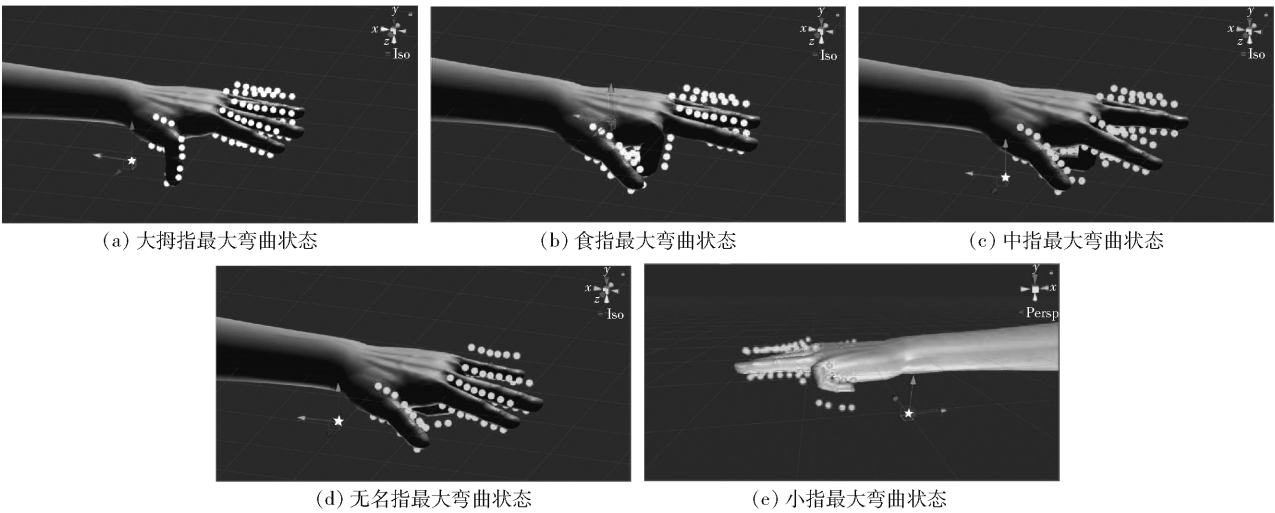 y
x
z
Iso
y
x
z
Iso
y
x
z
Iso
(a) 大拇指最大弯曲状态
(b) 食指最大弯曲状态
(c) 中指最大弯曲状态
y
x
z
Iso
y
x
Persp
(d) 无名指最大弯曲状态
(e) 小指最大弯曲状态